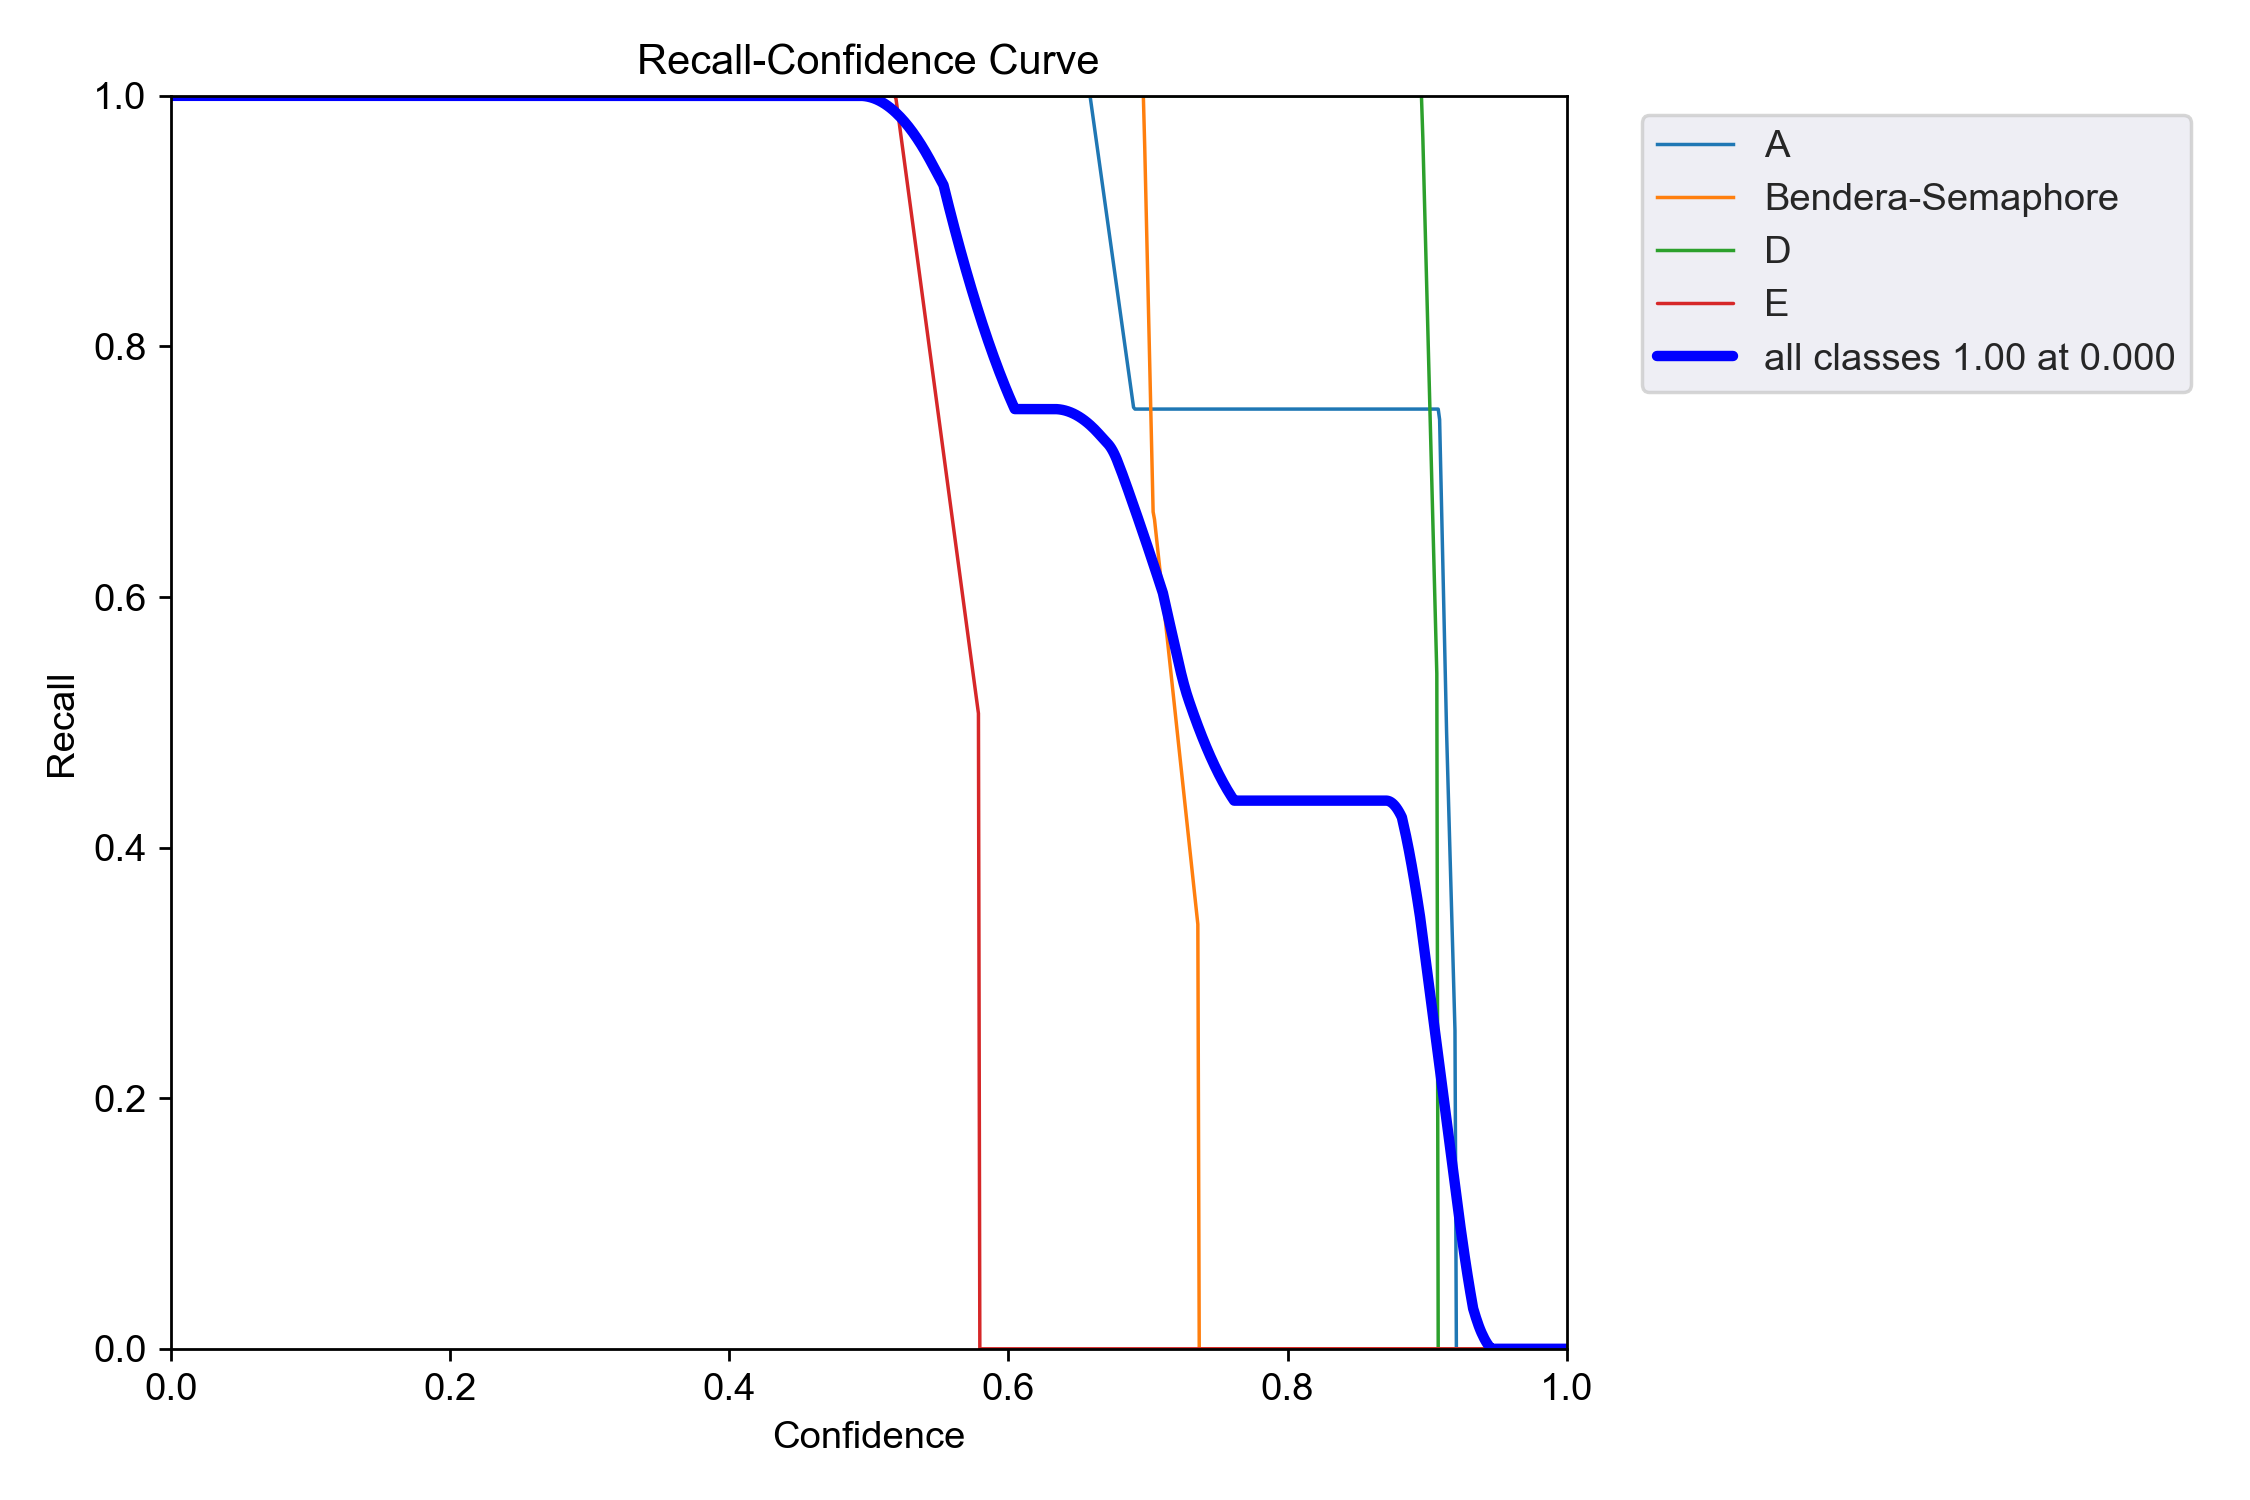 Recall-Confidence Curve
1.0
0.8
0.6
0.4
0.2
0.0
Recall
0.0 0.2 0.4 0.6 0.8 1.0
Confidence
A
Bendera-Semaphore
D
E
all classes 1.00 at 0.000